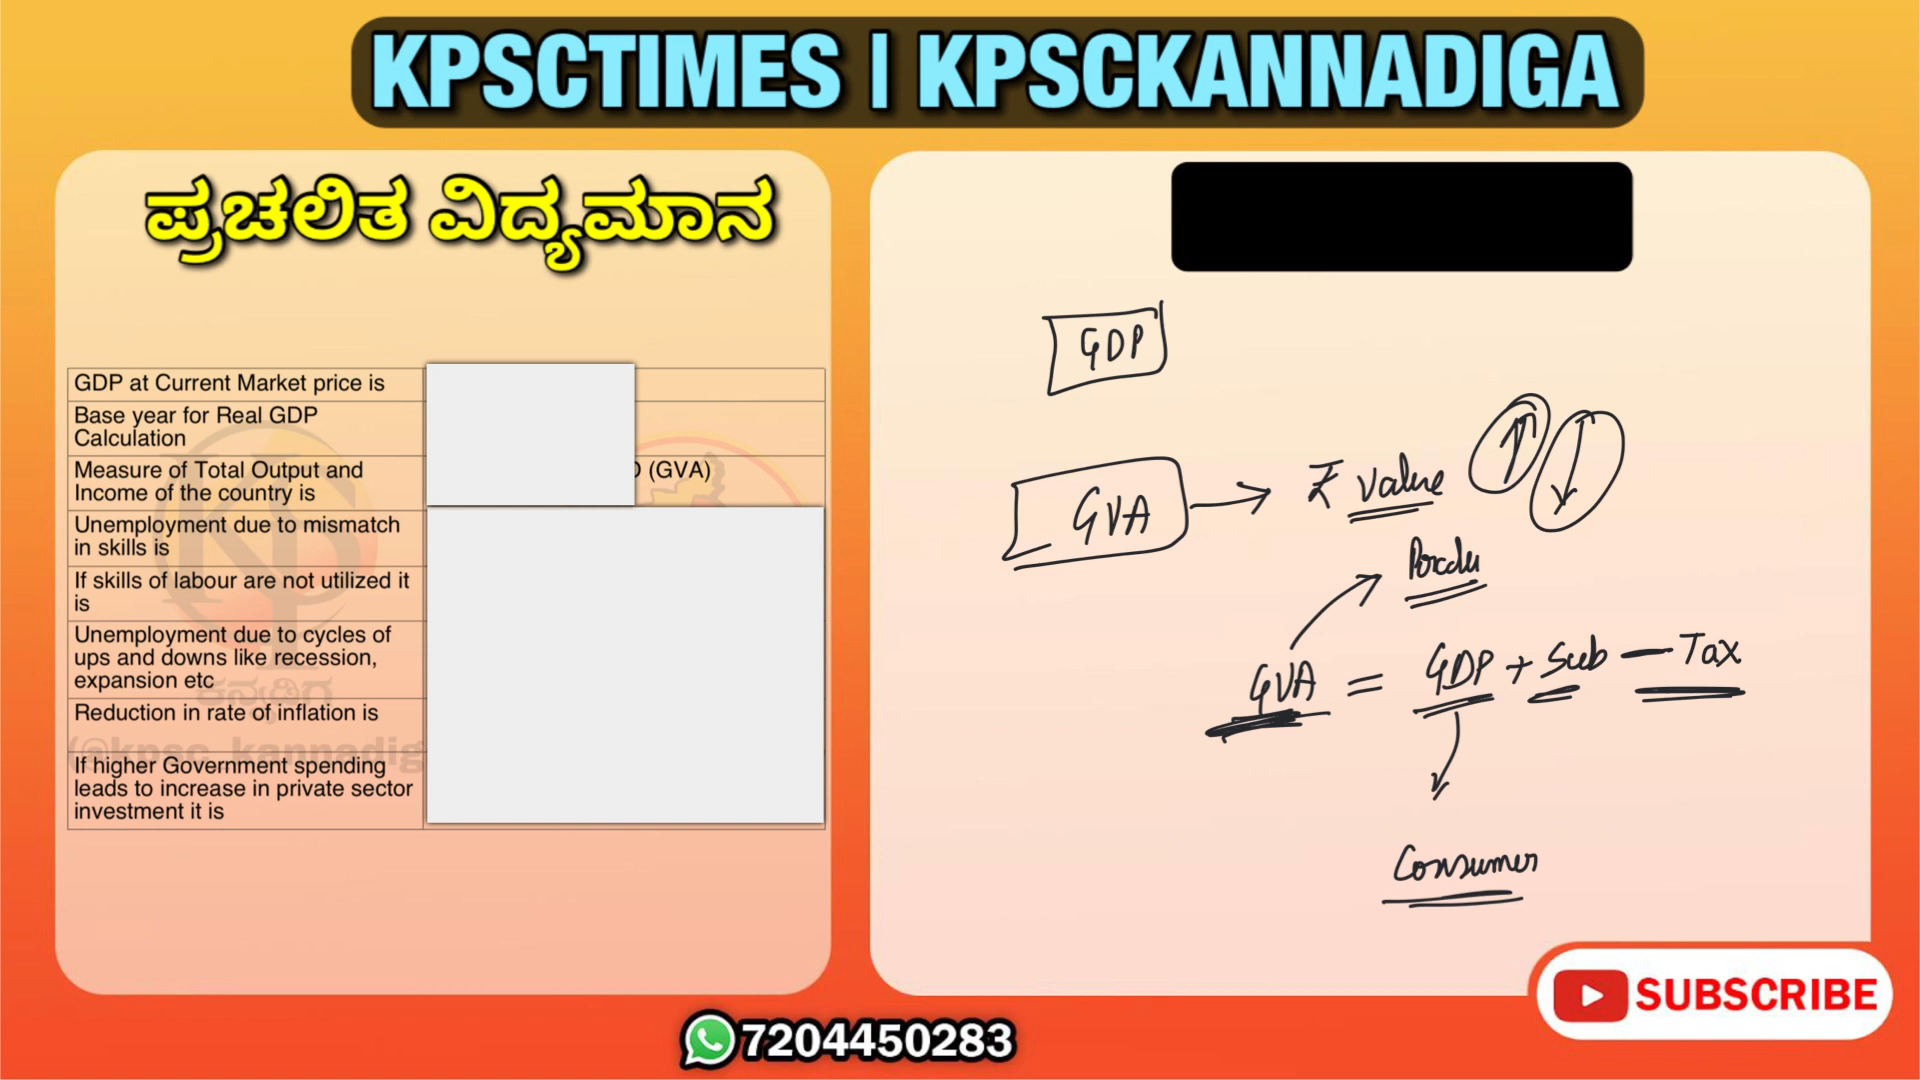 KPSCTIMES | KPSCKANNADIGA
ಪ್ರಚಲಿತ ವಿದ್ಯಮಾನ
GDP at Current Market price is
Base year for Real GDP
Calculation
Measure of Total Output and
Income of the country is
(GVA)
Unemployment due to mismatch
in skills is
If skills of labour are not utilized it
is
Unemployment due to cycles of
ups and downs like recession,
expansion etc
ಕನ್ನಡಿಗ
Reduction in rate of inflation is
(@kpsc_kannadig
If higher Government spending
leads to increase in private sector
investment it is
GDP
GVA → ₹ value ↑ ↓
GVA = GDP + Sub — Tax
Consumer
SUBSCRIBE
7204450283